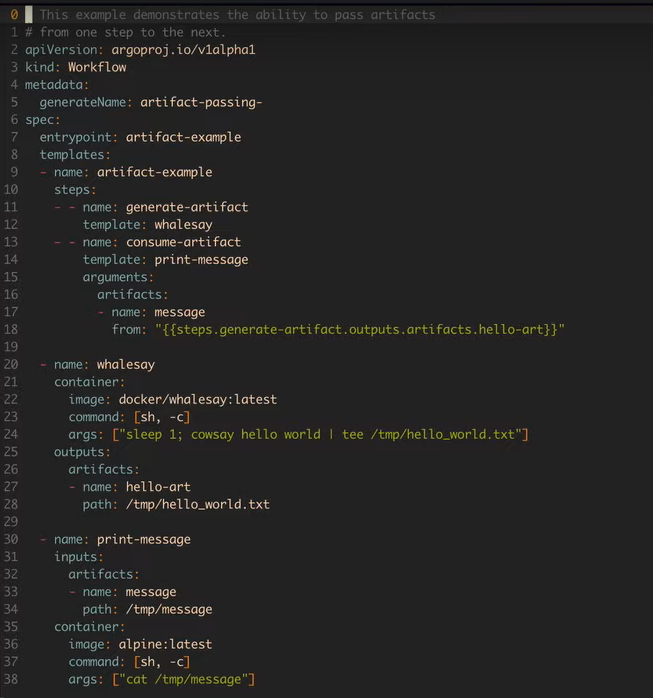 0 This example demonstrates the ability to pass artifacts
1 # from one step to the next.
2 apiVersion: argoproj.io/v1alpha1
3 kind: Workflow
4 metadata:
5   generateName: artifact-passing-
6 spec:
7   entrypoint: artifact-example
8   templates:
9   - name: artifact-example
10     steps:
11     - - name: generate-artifact
12         template: whalesay
13     - - name: consume-artifact
14         template: print-message
15         arguments:
16           artifacts:
17           - name: message
18             from: "{{steps.generate-artifact.outputs.artifacts.hello-art}}"
19
20   - name: whalesay
21     container:
22       image: docker/whalesay:latest
23       command: [sh, -c]
24       args: ["sleep 1; cowsay hello world | tee /tmp/hello_world.txt"]
25     outputs:
26       artifacts:
27       - name: hello-art
28         path: /tmp/hello_world.txt
29
30   - name: print-message
31     inputs:
32       artifacts:
33       - name: message
34         path: /tmp/message
35     container:
36       image: alpine:latest
37       command: [sh, -c]
38       args: ["cat /tmp/message"]